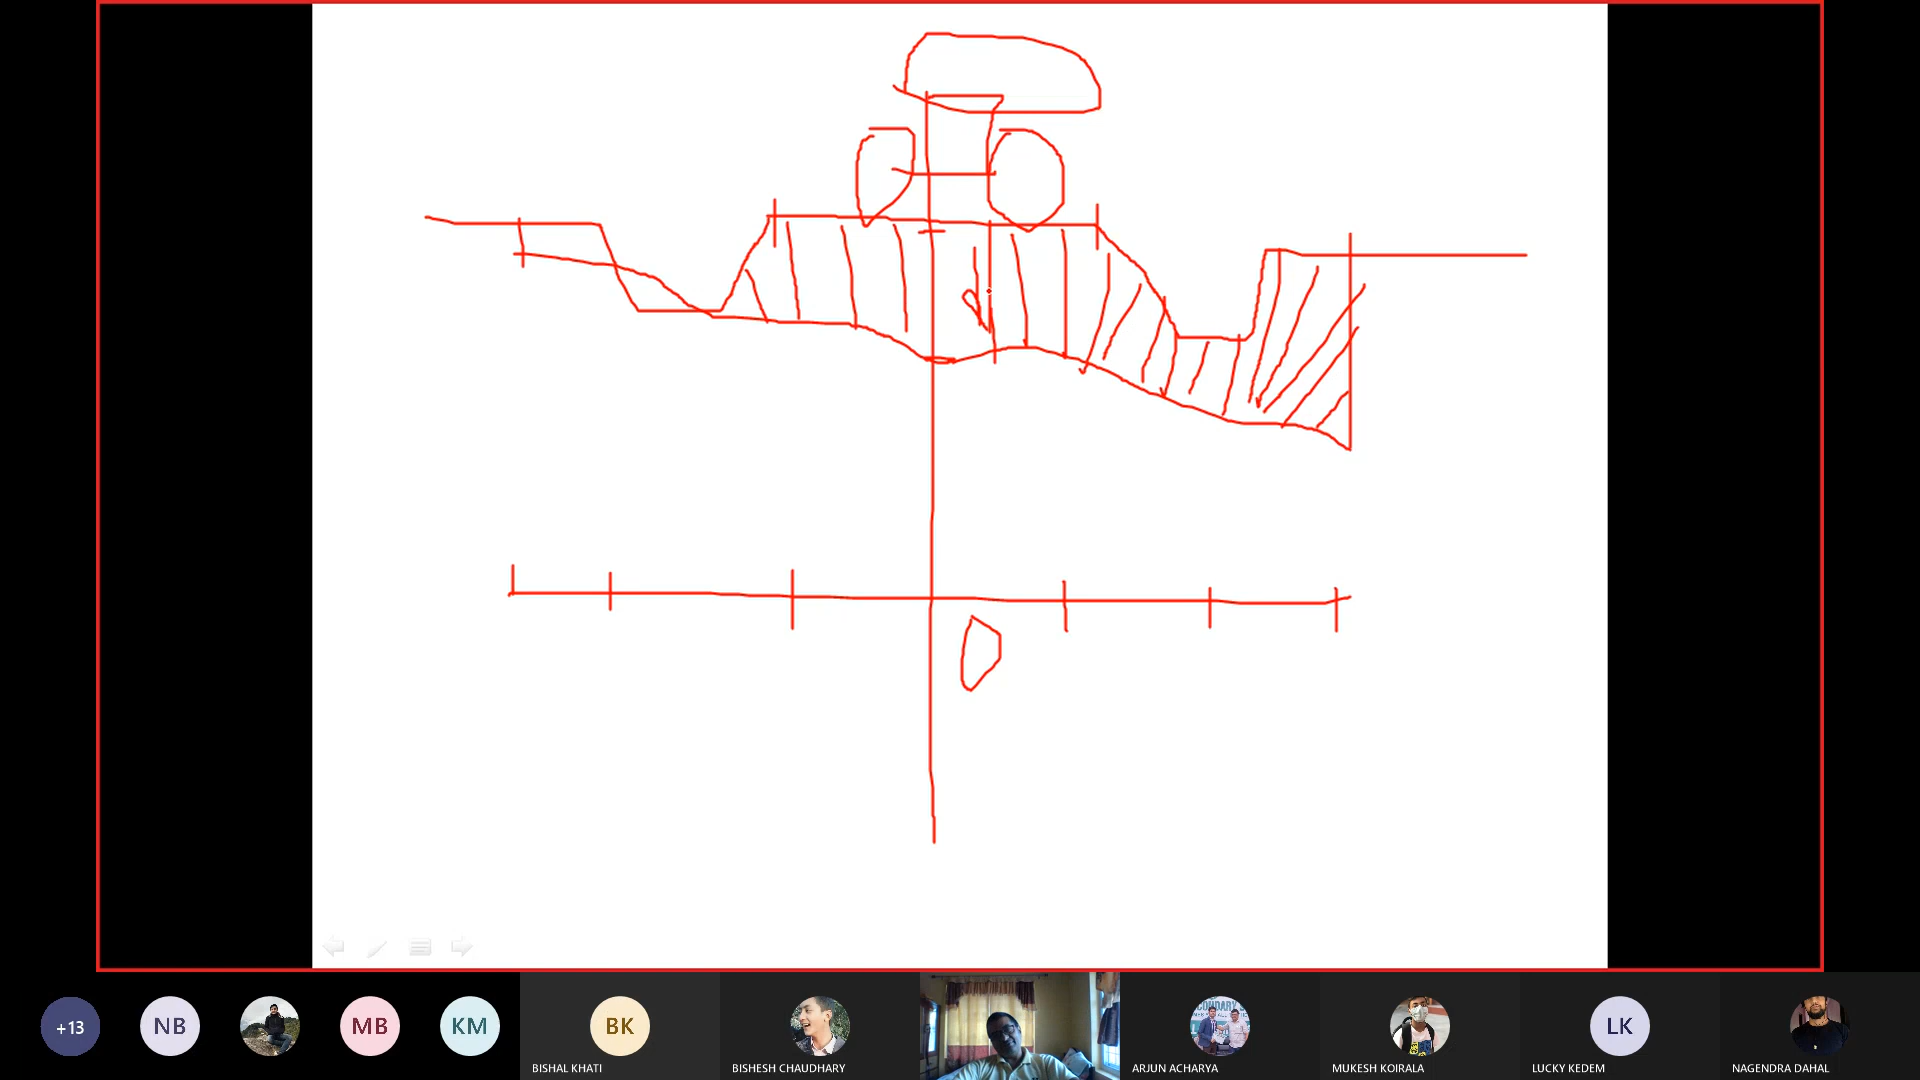 d
D
+13
NB
MB
KM
BK
LK
BISHAL KHATI
BISHESH CHAUDHARY
ARJUN ACHARYA
MUKESH KOIRALA
LUCKY KEDEM
NAGENDRA DAHAL